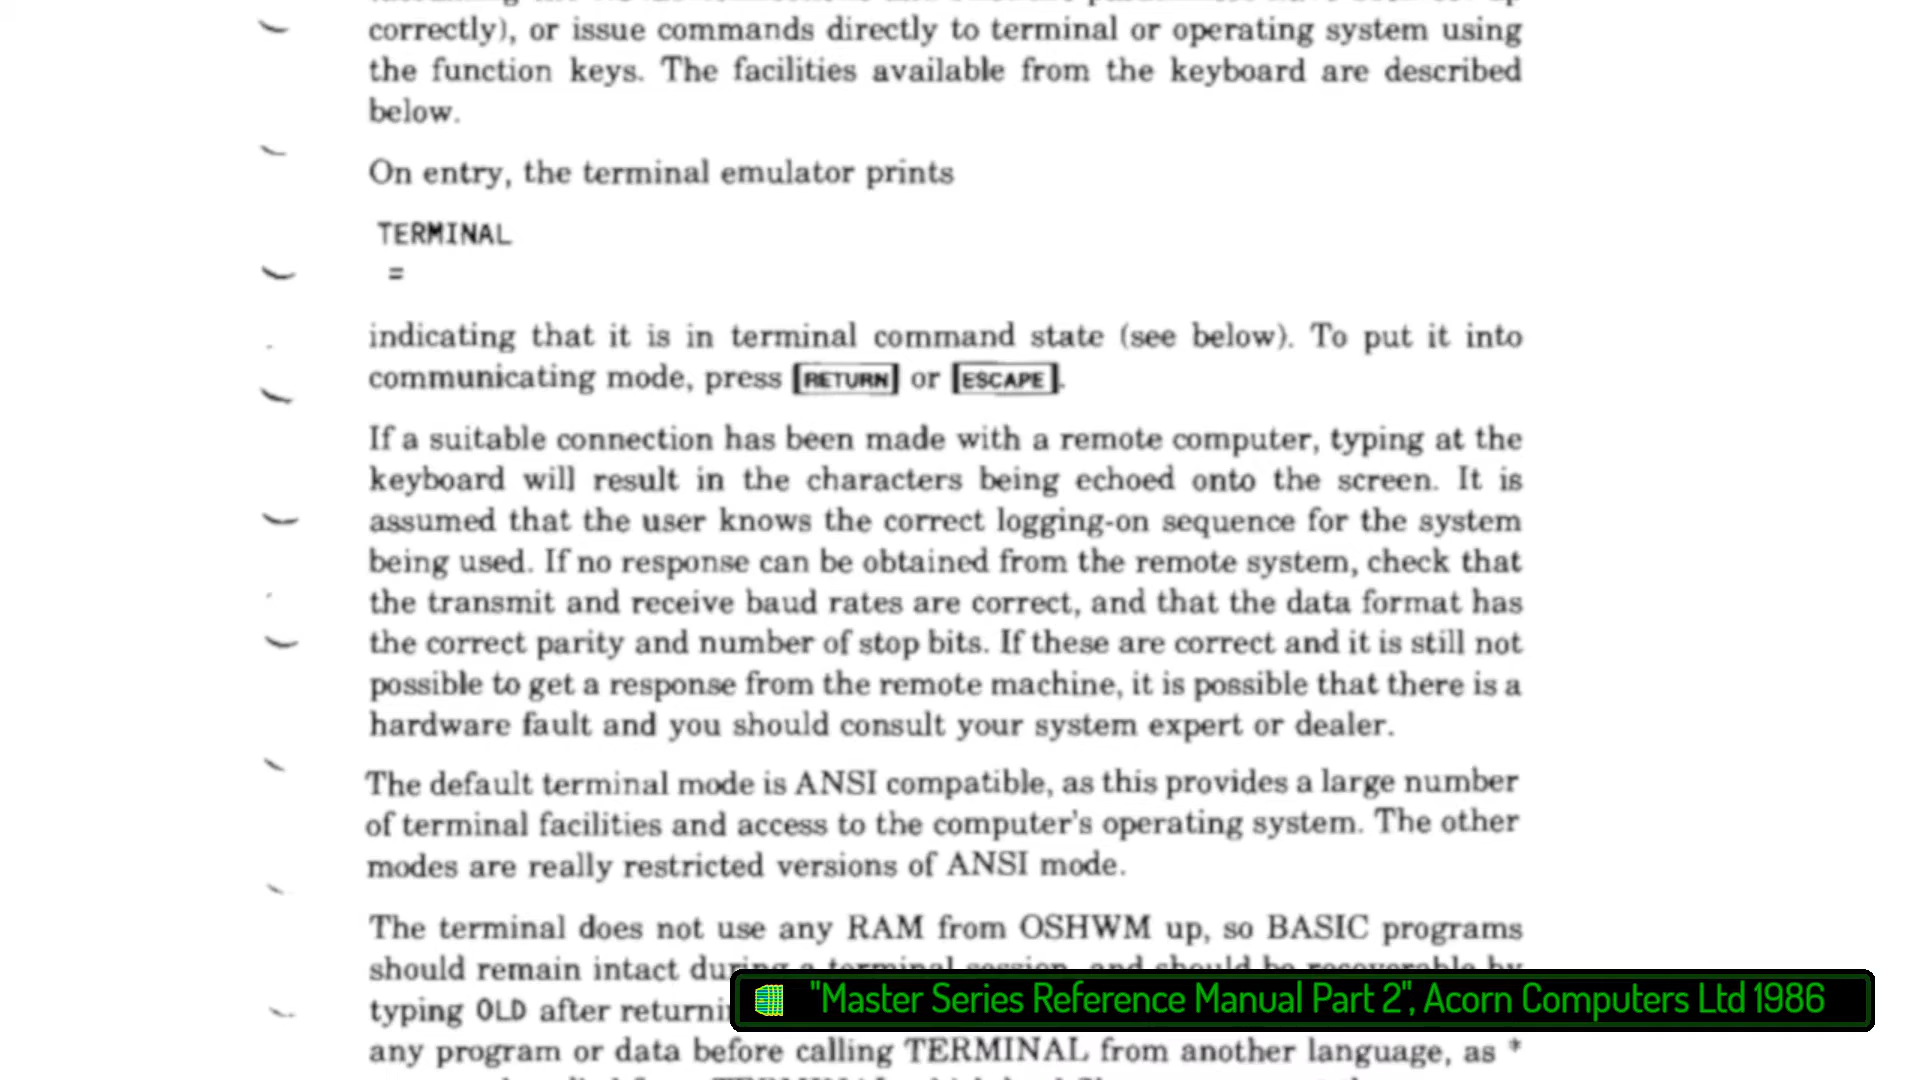 correctly), or issue commands directly to terminal or operating system using
the function keys. The facilities available from the keyboard are described
below.
On entry, the terminal emulator prints
TERMINAL
=
indicating that it is in terminal command state (see below). To put it into
communicating mode, press RETURN or ESCAPE.
If a suitable connection has been made with a remote computer, typing at the
keyboard will result in the characters being echoed onto the screen. It is
assumed that the user knows the correct logging-on sequence for the system
being used. If no response can be obtained from the remote system, check that
the transmit and receive baud rates are correct, and that the data format has
the correct parity and number of stop bits. If these are correct and it is still not
possible to get a response from the remote machine, it is possible that there is a
hardware fault and you should consult your system expert or dealer.
The default terminal mode is ANSI compatible, as this provides a large number
of terminal facilities and access to the computer's operating system. The other
modes are really restricted versions of ANSI mode.
The terminal does not use any RAM from OSHWM up, so BASIC programs
should remain intact during a terminal session, and should be recoverable by
typing OLD after
any program or data before calling TERMINAL from another language, as *
"Master Series Reference Manual Part 2", Acorn Computers Ltd 1986